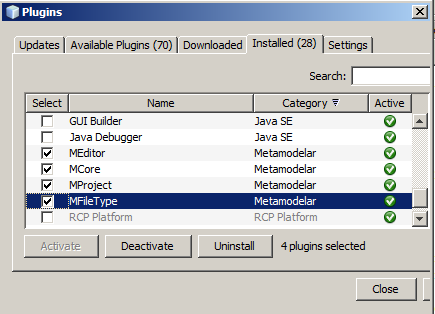 Plugins
Updates Available Plugins (70) Downloaded Installed (28) Settings
Search:
Select Name Category Active
GUI Builder Java SE
Java Debugger Java SE
MEditor Metamodelar
MCore Metamodelar
MProject Metamodelar
MFileType Metamodelar
RCP Platform RCP Platform
Activate Deactivate Uninstall 4 plugins selected
Close